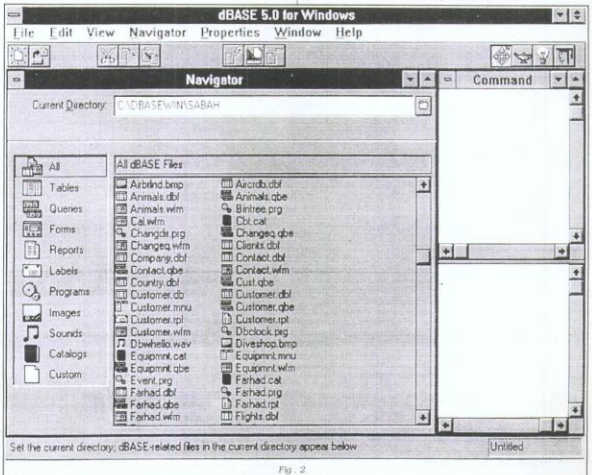 dBASE 5.0 for Windows
File Edit View Navigator Properties Window Help
Navigator
Command
Current Directory: C:\DBASEWIN\SABAH
All
Tables
Queries
Forms
Reports
Labels
Programs
Images
Sounds
Catalogs
Custom
All dBASE Files
Airbrlnd.bmp Aircrdb.dbf
Animals.dbf Animals.qbe
Animals.wfm Bintree.prg
Cal.wfm Cbt.cat
Changdir.prg Changeq.qbe
Changeq.wfm Clients.dbf
Company.dbf Contact.dbf
Contact.qbe Contact.wfm
Country.dbf Cust.qbe
Customer.db Customer.dbf
Customer.mnu Customer.qbe
Customer.rpl Customer.rpt
Customer.wfm Dbclock.prg
Dbwhello.wav Diveshop.bmp
Equipmnt.cat Equipmnt.mnu
Equipmnt.qbe Equipmnt.wfm
Event.prg Farhad.cat
Farhad.dbf Farhad.prg
Farhad.qbe Farhad.rpt
Farhad.wfm Flights.dbf
Set the current directory; dBASE-related files in the current directory appear below
Untitled
Fig. 2